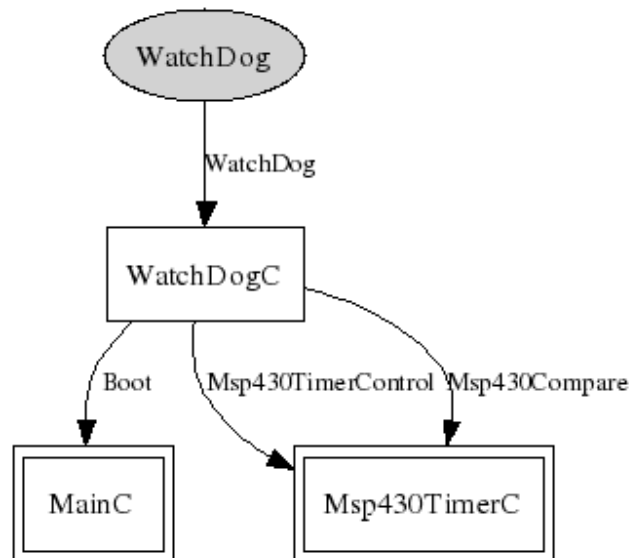 WatchDog
WatchDog
WatchDogC
Boot
Msp430TimerControl
Msp430Compare
MainC
Msp430TimerC